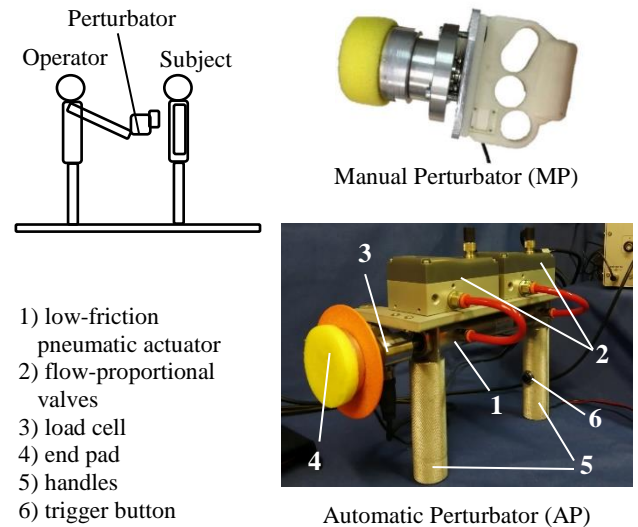 Perturbator
Operator
Subject
Manual Perturbator (MP)
1) low-friction
pneumatic actuator
2) flow-proportional
valves
3) load cell
4) end pad
5) handles
6) trigger button
3
2
1
6
4
5
Automatic Perturbator (AP)